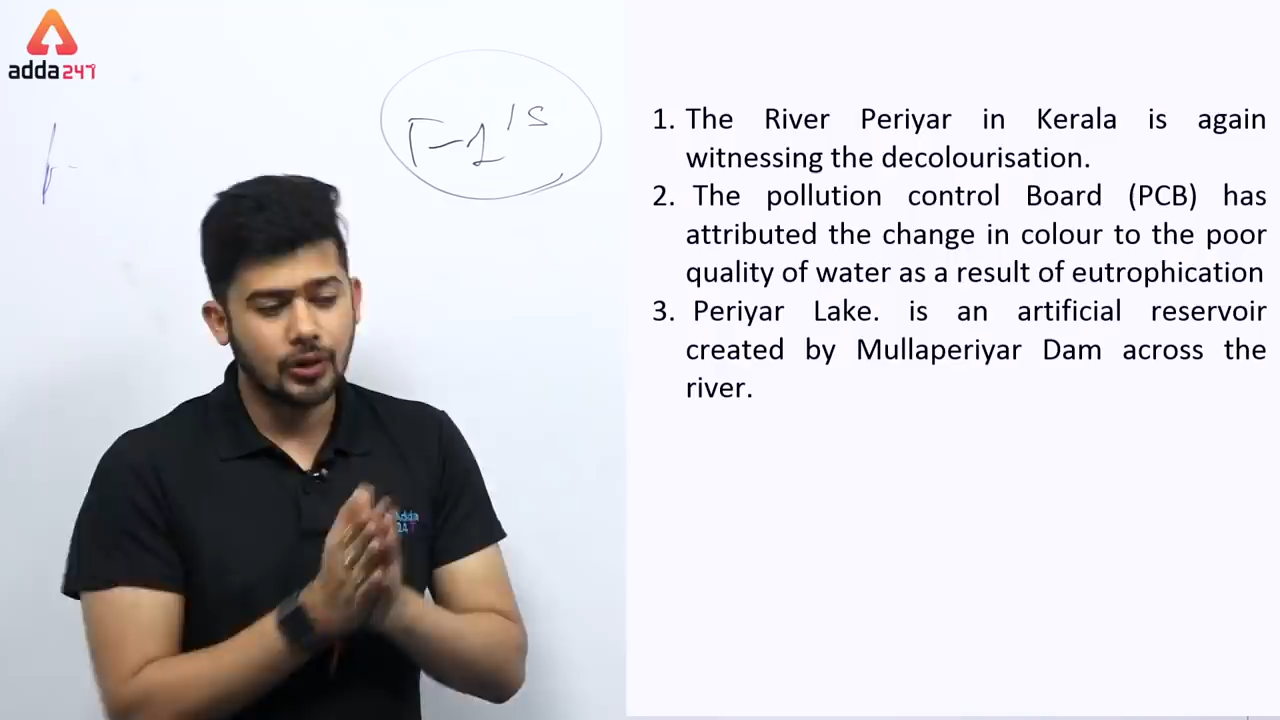 adda247
1. The River Periyar in Kerala is again
witnessing the decolourisation.
2. The pollution control Board (PCB) has
attributed the change in colour to the poor
quality of water as a result of eutrophication
3. Periyar Lake. is an artificial reservoir
created by Mullaperiyar Dam across the
river.
Adda
247